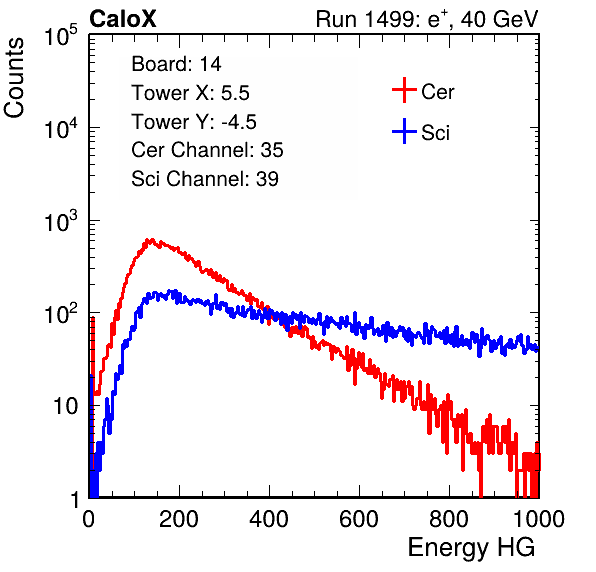 CaloX Run 1499: e⁺, 40 GeV
Counts
10⁵
10⁴
10³
10²
10
1
Board: 14
Tower X: 5.5
Tower Y: -4.5
Cer Channel: 35
Sci Channel: 39
Cer
Sci
0 200 400 600 800 1000
Energy HG